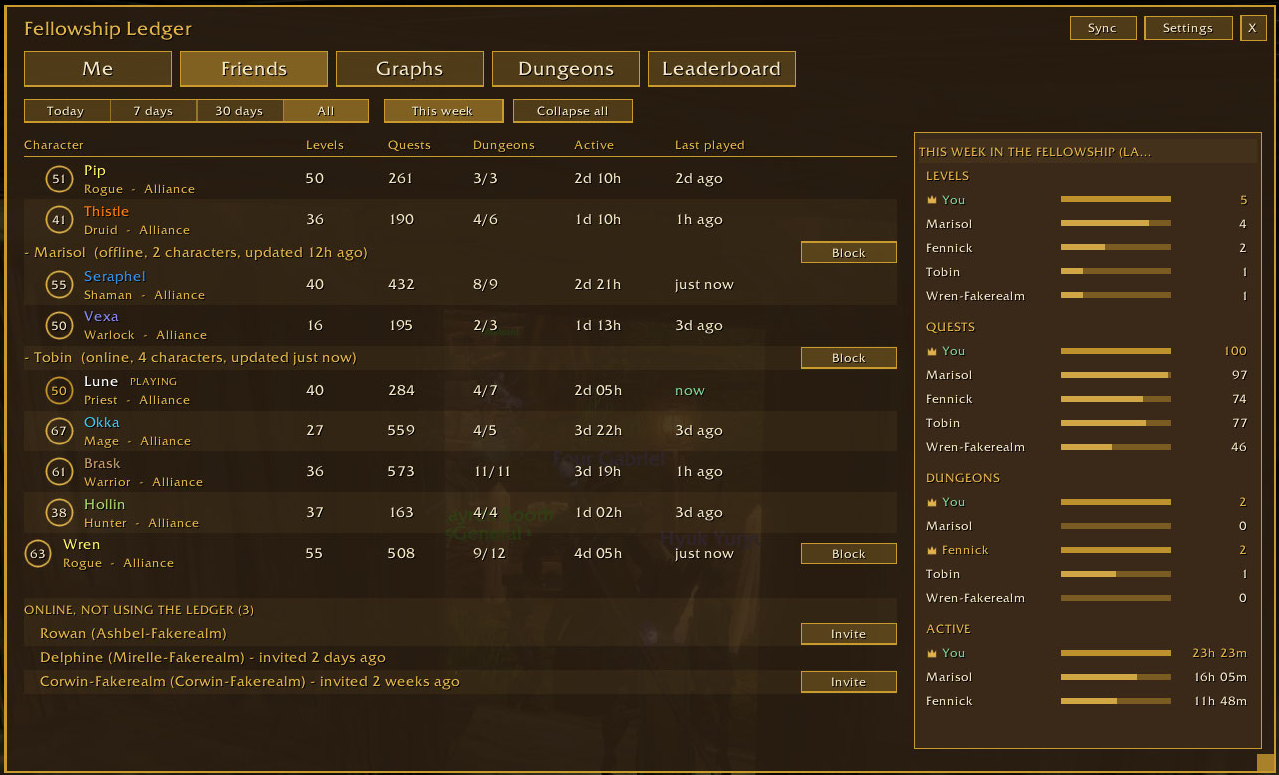 Fellowship Ledger
Sync Settings X
Me Friends Graphs Dungeons Leaderboard
Today 7 days 30 days All This week Collapse all
Character Levels Quests Dungeons Active Last played
51 Pip 50 261 3/3 2d 10h 2d ago
Rogue - Alliance
41 Thistle 36 190 4/6 1d 10h 1h ago
Druid - Alliance
- Marisol (offline, 2 characters, updated 12h ago) Block
55 Seraphel 40 432 8/9 2d 21h just now
Shaman - Alliance
50 Vexa 16 195 2/3 1d 13h 3d ago
Warlock - Alliance
- Tobin (online, 4 characters, updated just now) Block
50 Lune PLAYING 40 284 4/7 2d 05h now
Priest - Alliance
67 Okka 27 559 4/5 3d 22h 3d ago
Mage - Alliance
61 Brask 36 573 11/11 3d 19h 1h ago
Warrior - Alliance
38 Hollin 37 163 4/4 1d 02h 3d ago
Hunter - Alliance
63 Wren 55 508 9/12 4d 05h just now Block
Rogue - Alliance
ONLINE, NOT USING THE LEDGER (3)
Rowan (Ashbel-Fakerealm) Invite
Delphine (Mirelle-Fakerealm) - invited 2 days ago
Corwin-Fakerealm (Corwin-Fakerealm) - invited 2 weeks ago Invite
THIS WEEK IN THE FELLOWSHIP (LA...
LEVELS
You 5
Marisol 4
Fennick 2
Tobin 1
Wren-Fakerealm 1
QUESTS
You 100
Marisol 97
Fennick 74
Tobin 77
Wren-Fakerealm 46
DUNGEONS
You 2
Marisol 0
Fennick 2
Tobin 1
Wren-Fakerealm 0
ACTIVE
You 23h 23m
Marisol 16h 05m
Fennick 11h 48m